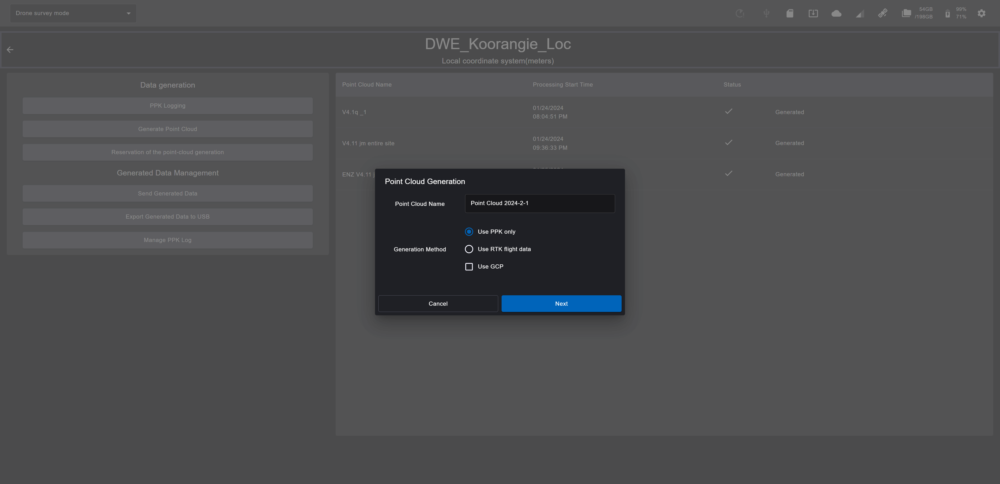 Drone survey mode
54GB
/198GB
99%
71%
DWE_Koorangie_Loc
Local coordinate system(meters)
Data generation
PPK Logging
Generate Point Cloud
Reservation of the point-cloud generation
Generated Data Management
Send Generated Data
Export Generated Data to USB
Manage PPK Log
Point Cloud Name Processing Start Time Status
V4.1q _1
01/24/2024
08:04:51 PM
Generated
V4.11 jm entire site
01/24/2024
09:36:33 PM
Generated
ENZ V4.11 j
Generated
Point Cloud Generation
Point Cloud Name
Point Cloud 2024-2-1
Generation Method
Use PPK only
Use RTK flight data
Use GCP
Cancel
Next